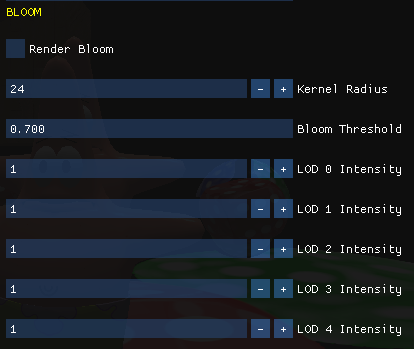 BLOOM
Render Bloom
24 - + Kernel Radius
0.700 Bloom Threshold
1 - + LOD 0 Intensity
1 - + LOD 1 Intensity
1 - + LOD 2 Intensity
1 - + LOD 3 Intensity
1 - + LOD 4 Intensity